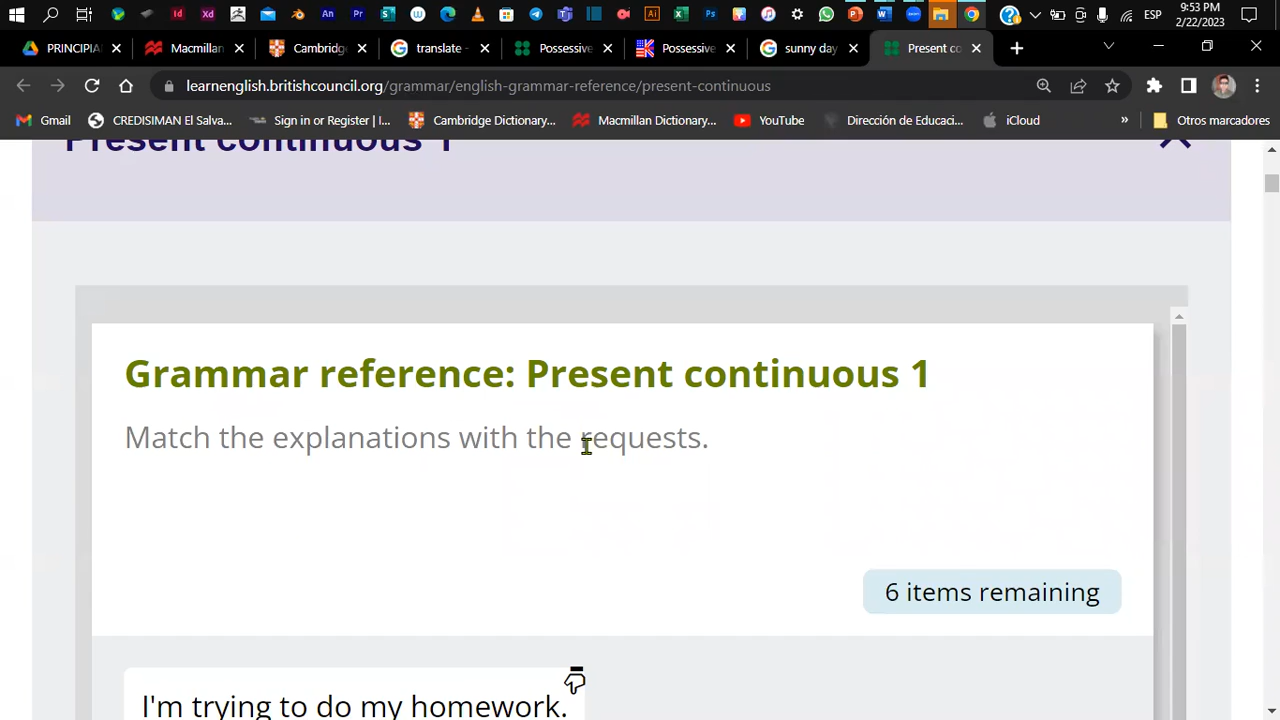 ESP
9:53 PM
2/22/2023
PRINCIPIA
Macmillan
Cambridge
translate -
Possessive
Possessive
sunny day
Present co
learnenglish.britishcouncil.org/grammar/english-grammar-reference/present-continuous
Gmail
CREDISIMAN El Salva...
Sign in or Register | I...
Cambridge Dictionary...
Macmillan Dictionary...
YouTube
Dirección de Educaci...
iCloud
»
Otros marcadores
Present continuous 1
Grammar reference: Present continuous 1
Match the explanations with the requests.
6 items remaining
I'm trying to do my homework.